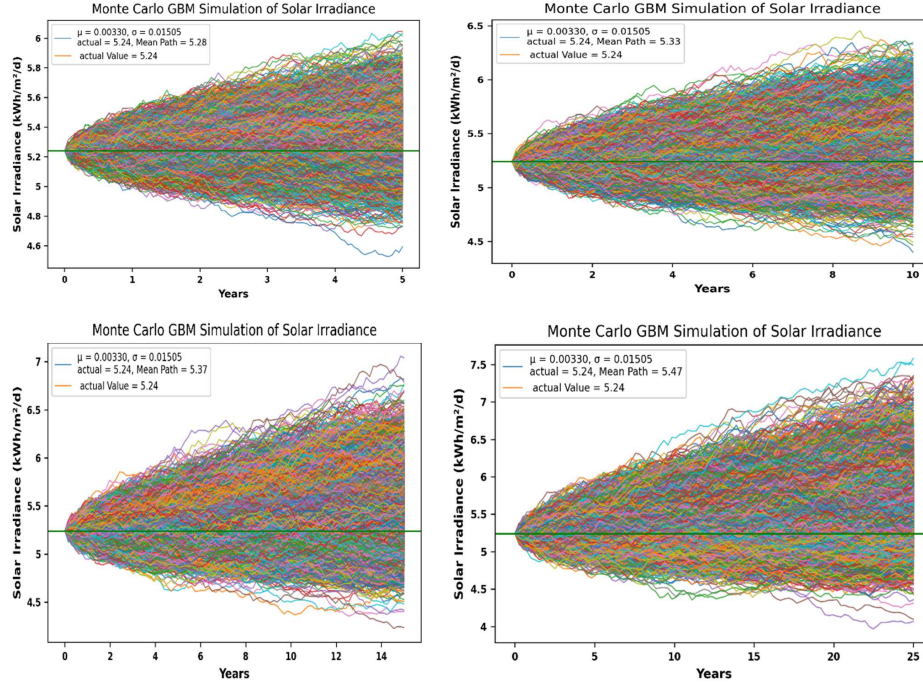 Monte Carlo GBM Simulation of Solar Irradiance
μ = 0.00330, σ = 0.01505
actual = 5.24, Mean Path = 5.28
actual Value = 5.24
Solar Irradiance (kWh/m²/d)
6
5.8
5.6
5.4
5.2
5
4.8
4.6
0 1 2 3 4 5
Years
Monte Carlo GBM Simulation of Solar Irradiance
μ = 0.00330, σ = 0.01505
actual = 5.24, Mean Path = 5.33
actual Value = 5.24
Solar Irradiance (kWh/m²/d)
6.5
6
5.5
5
4.5
0 2 4 6 8 10
Years
Monte Carlo GBM Simulation of Solar Irradiance
μ = 0.00330, σ = 0.01505
actual = 5.24, Mean Path = 5.37
actual Value = 5.24
Solar Irradiance (kWh/m²/d)
7
6.5
6
5.5
5
4.5
0 2 4 6 8 10 12 14
Years
Monte Carlo GBM Simulation of Solar Irradiance
μ = 0.00330, σ = 0.01505
actual = 5.24, Mean Path = 5.47
actual Value = 5.24
Solar Irradiance (kWh/m²/d)
7.5
7
6.5
6
5.5
5
4.5
4
0 5 10 15 20 25
Years